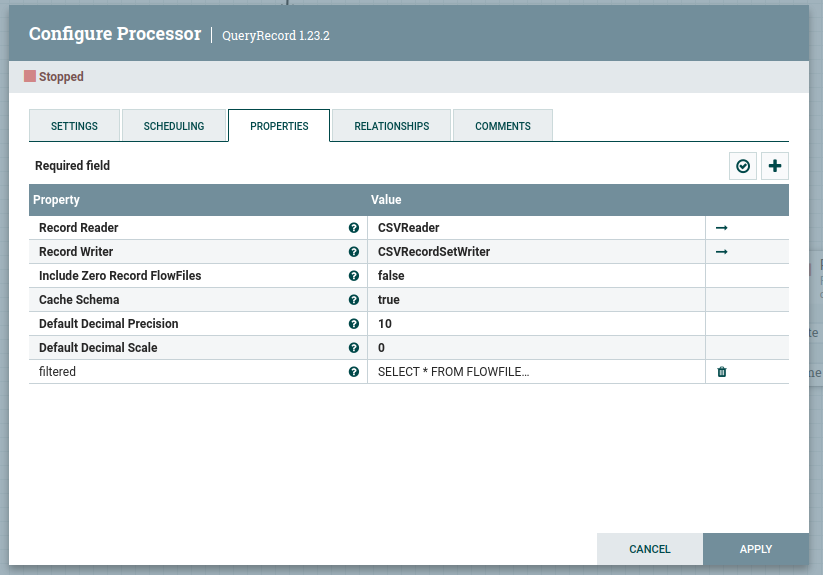 Configure Processor | QueryRecord 1.23.2
Stopped
SETTINGS SCHEDULING PROPERTIES RELATIONSHIPS COMMENTS
Required field
Property Value
Record Reader CSVReader
Record Writer CSVRecordSetWriter
Include Zero Record FlowFiles false
Cache Schema true
Default Decimal Precision 10
Default Decimal Scale 0
filtered SELECT * FROM FLOWFILE...
CANCEL APPLY